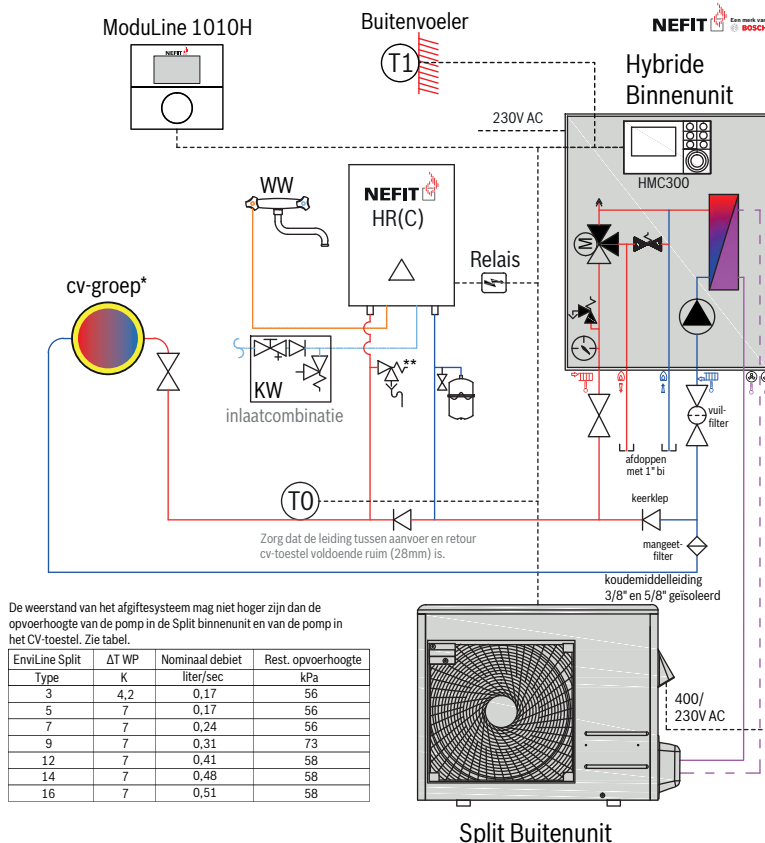 ModuLine 1010H
NEFIT
Buitenvoeler
T1
NEFIT
Een merk van
BOSCH
Hybride
Binnenunit
230V AC
HMC300
WW
NEFIT
HR(C)
Relais
M
cv-groep*
**
KW
inlaatcombinatie
vuil-
filter
afdoppen
met 1" bi
T0
keerklep
Zorg dat de leiding tussen aanvoer en retour
cv-toestel voldoende ruim (28mm) is.
mangeet-
filter
koudemiddelleiding
3/8" en 5/8" geïsoleerd
De weerstand van het afgiftesysteem mag niet hoger zijn dan de
opvoerhoogte van de pomp in de Split binnenunit en van de pomp in
het CV-toestel. Zie tabel.
EnviLine Split ΔT WP Nominaal debiet Rest. opvoerhoogte
Type K liter/sec kPa
3 4,2 0,17 56
5 7 0,17 56
7 7 0,24 56
9 7 0,31 73
12 7 0,41 58
14 7 0,48 58
16 7 0,51 58
400/
230V AC
Split Buitenunit